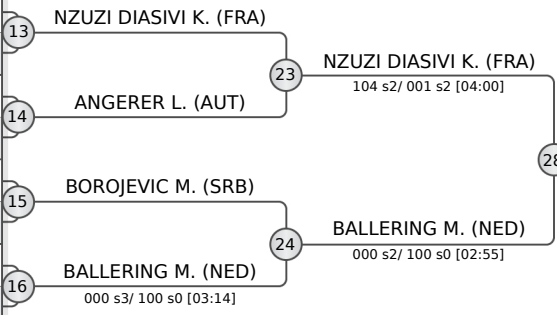 13
NZUZI DIASIVI K. (FRA)
23
NZUZI DIASIVI K. (FRA)
104 s2/ 001 s2 [04:00]
14
ANGERER L. (AUT)
28
15
BOROJEVIC M. (SRB)
24
BALLERING M. (NED)
000 s2/ 100 s0 [02:55]
16
BALLERING M. (NED)
000 s3/ 100 s0 [03:14]